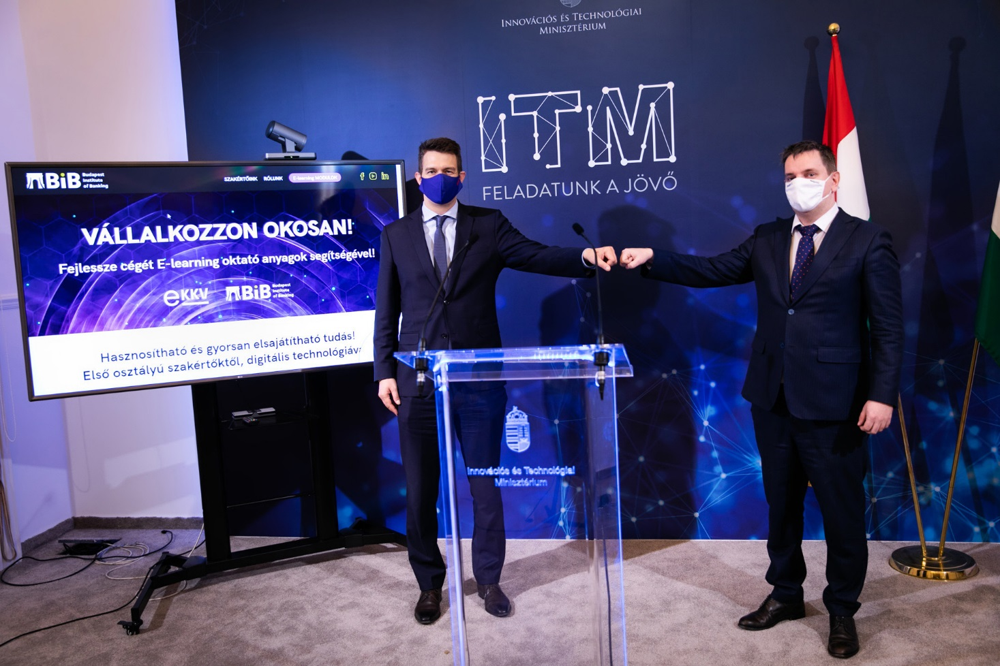 INNOVÁCIÓS ÉS TECHNOLÓGIAI
MINISZTÉRIUM
ITM
FELADATUNK A JÖVŐ
BiB Budapest
Institute
of Banking
SZAKÉRTŐINK RÓLUNK E-learning MODULOK
VÁLLALKOZZON OKOSAN!
Fejlessze cégét E-learning oktató anyagok segítségével!
eKKV BiB Budapest
Institute
of Banking
Hasznosítható és gyorsan elsajátítható tudás!
Első osztályú szakértőktől, digitális technológiáva
Innovációs és Technológiai
Minisztérium